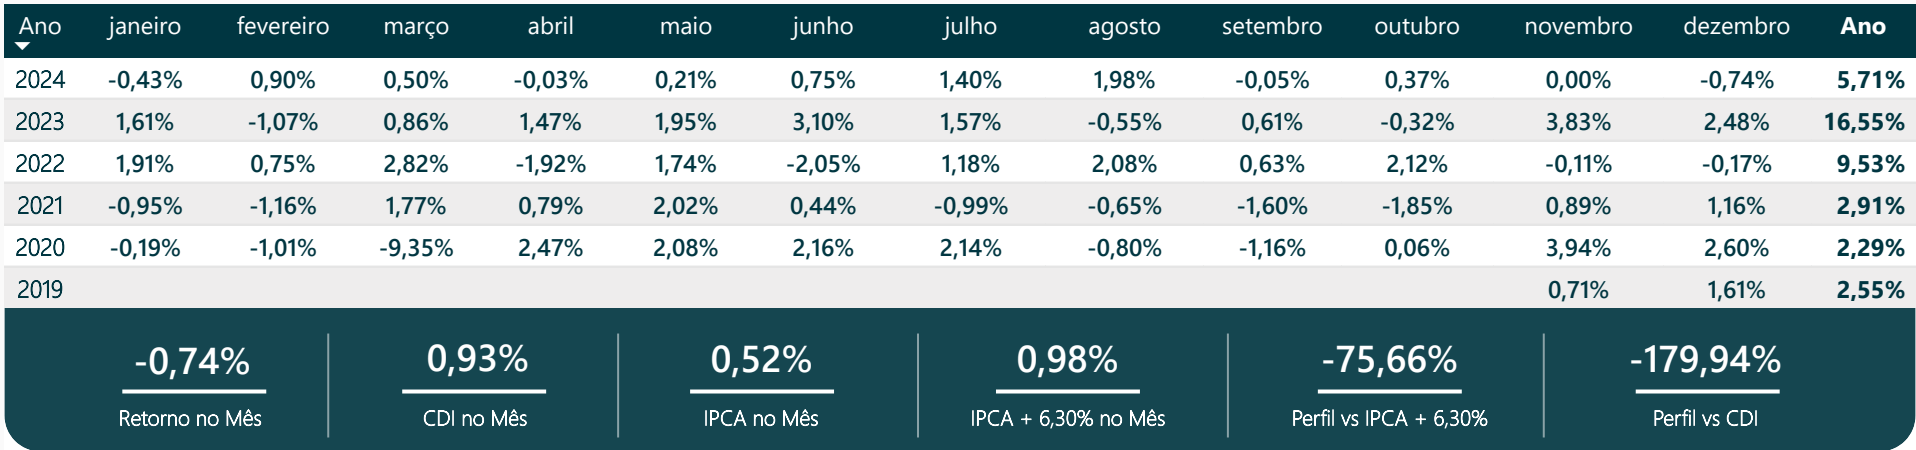 Ano janeiro fevereiro março abril maio junho julho agosto setembro outubro novembro dezembro Ano
2024 -0,43% 0,90% 0,50% -0,03% 0,21% 0,75% 1,40% 1,98% -0,05% 0,37% 0,00% -0,74% 5,71%
2023 1,61% -1,07% 0,86% 1,47% 1,95% 3,10% 1,57% -0,55% 0,61% -0,32% 3,83% 2,48% 16,55%
2022 1,91% 0,75% 2,82% -1,92% 1,74% -2,05% 1,18% 2,08% 0,63% 2,12% -0,11% -0,17% 9,53%
2021 -0,95% -1,16% 1,77% 0,79% 2,02% 0,44% -0,99% -0,65% -1,60% -1,85% 0,89% 1,16% 2,91%
2020 -0,19% -1,01% -9,35% 2,47% 2,08% 2,16% 2,14% -0,80% -1,16% 0,06% 3,94% 2,60% 2,29%
2019 0,71% 1,61% 2,55%
-0,74% 0,93% 0,52% 0,98% -75,66% -179,94%
Retorno no Mês CDI no Mês IPCA no Mês IPCA + 6,30% no Mês Perfil vs IPCA + 6,30% Perfil vs CDI